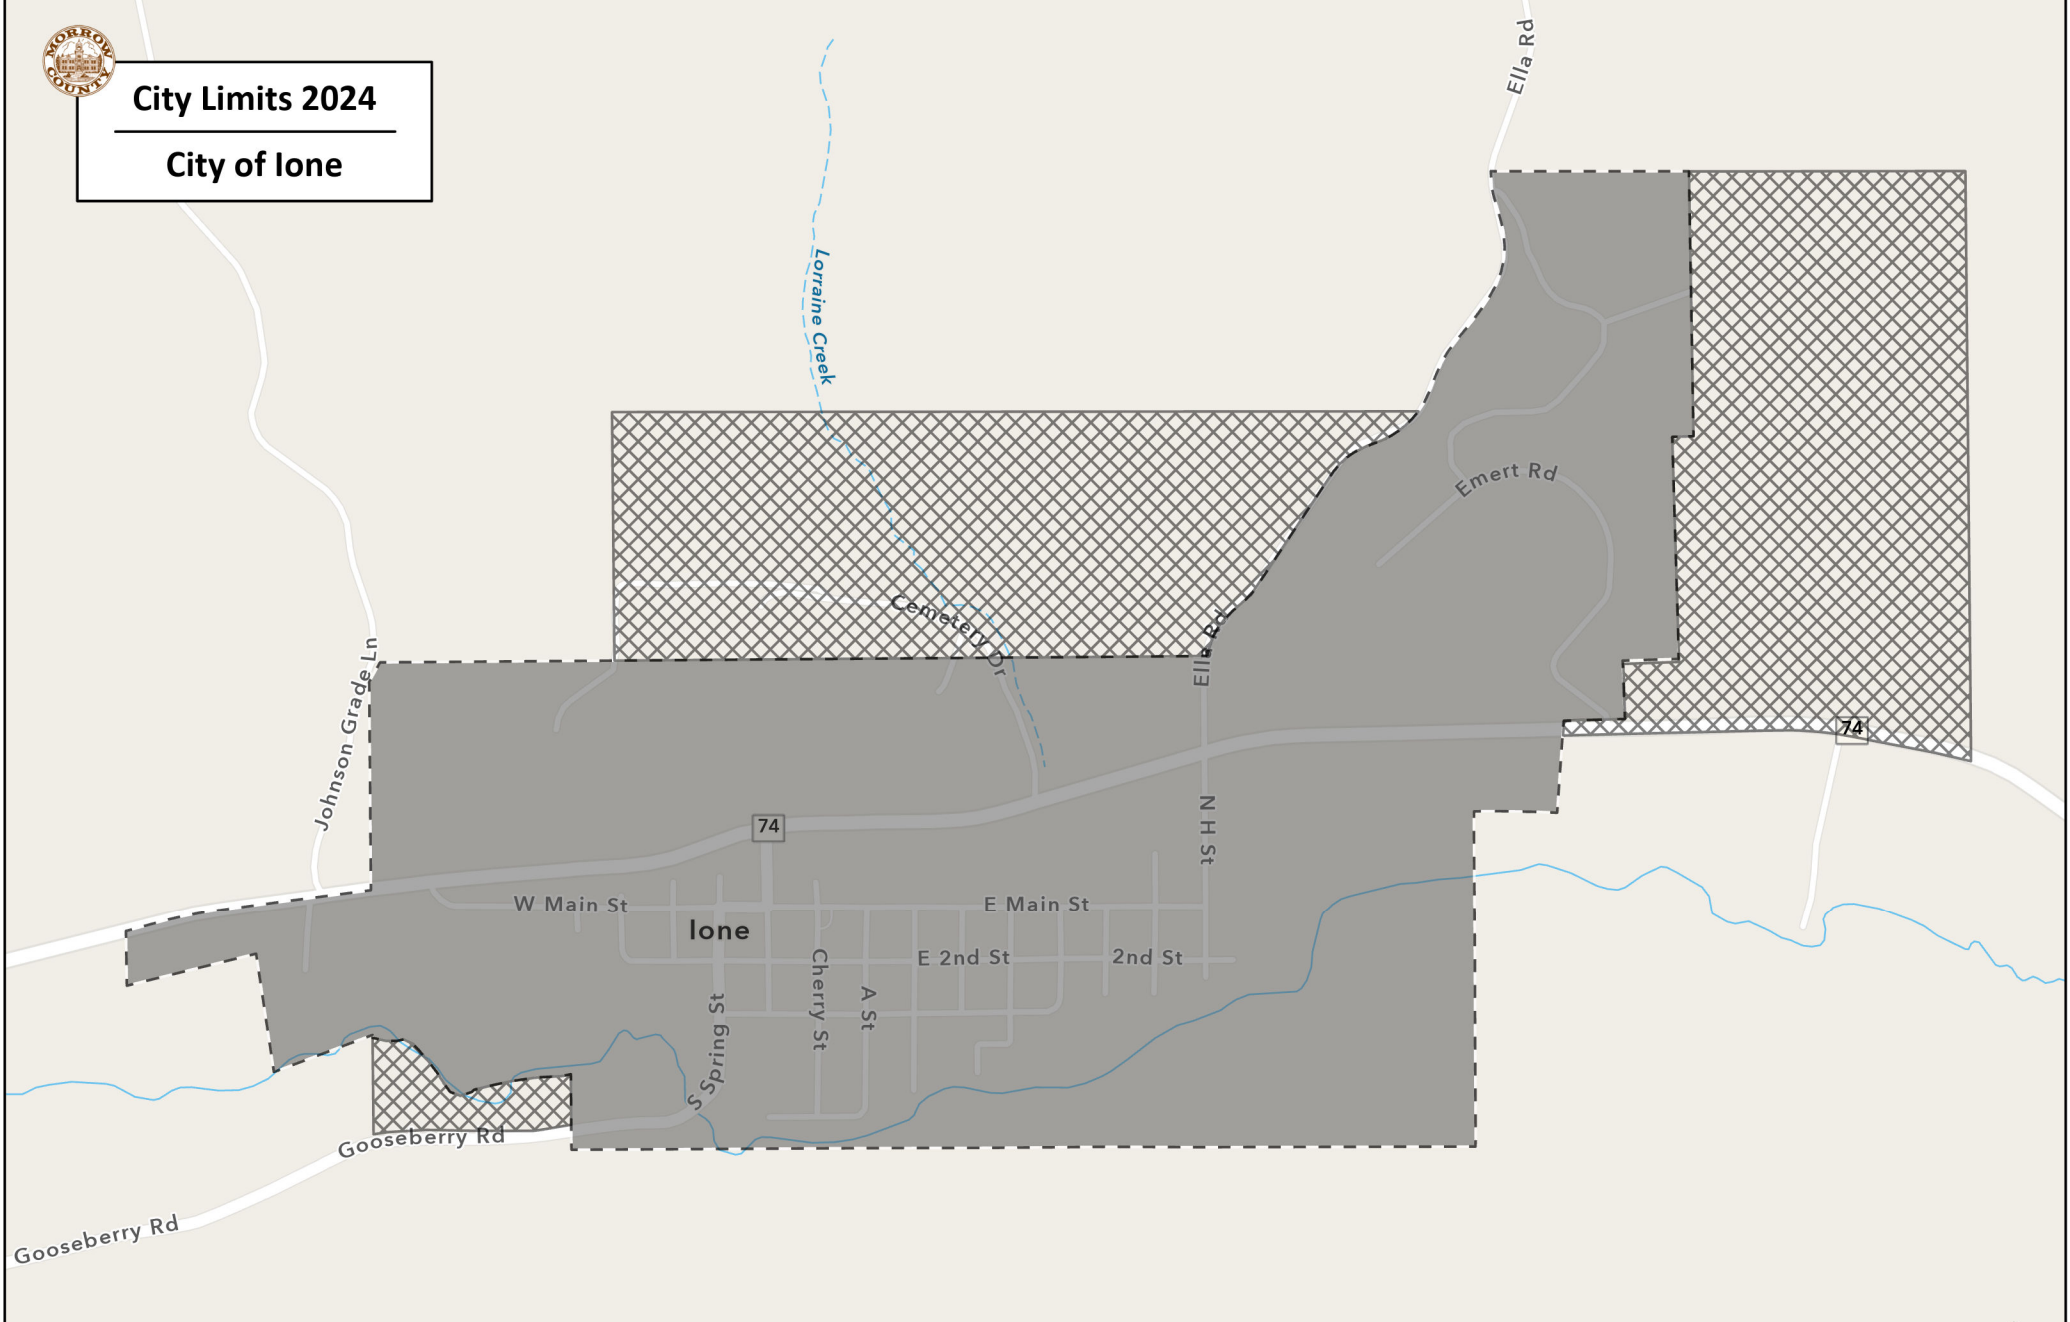 MORROW
COUNTY
City Limits 2024
City of Ione
Ella Rd
Lorraine Creek
Emert Rd
Cemetery Dr
Ella Rd
Johnson Grade Ln
74
74
N H St
W Main St
E Main St
Ione
E 2nd St
2nd St
Cherry St
A St
S Spring St
Gooseberry Rd
Gooseberry Rd